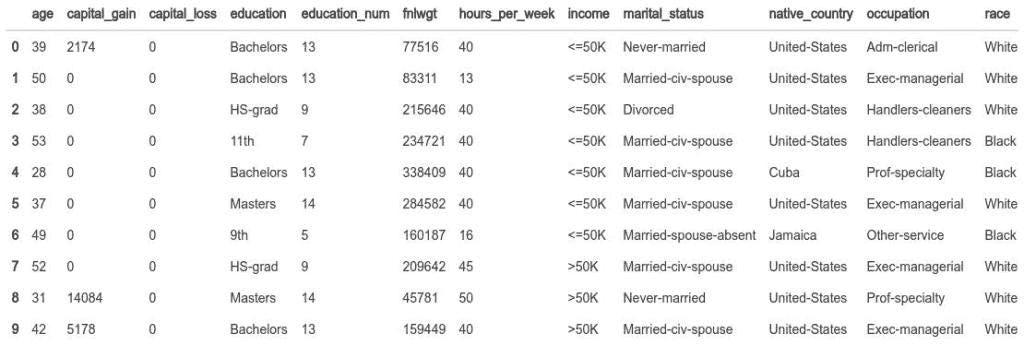 age capital_gain capital_loss education education_num fnlwgt hours_per_week income marital_status native_country occupation race
0 39 2174 0 Bachelors 13 77516 40 <=50K Never-married United-States Adm-clerical White
1 50 0 0 Bachelors 13 83311 13 <=50K Married-civ-spouse United-States Exec-managerial White
2 38 0 0 HS-grad 9 215646 40 <=50K Divorced United-States Handlers-cleaners White
3 53 0 0 11th 7 234721 40 <=50K Married-civ-spouse United-States Handlers-cleaners Black
4 28 0 0 Bachelors 13 338409 40 <=50K Married-civ-spouse Cuba Prof-specialty Black
5 37 0 0 Masters 14 284582 40 <=50K Married-civ-spouse United-States Exec-managerial White
6 49 0 0 9th 5 160187 16 <=50K Married-spouse-absent Jamaica Other-service Black
7 52 0 0 HS-grad 9 209642 45 >50K Married-civ-spouse United-States Exec-managerial White
8 31 14084 0 Masters 14 45781 50 >50K Never-married United-States Prof-specialty White
9 42 5178 0 Bachelors 13 159449 40 >50K Married-civ-spouse United-States Exec-managerial White